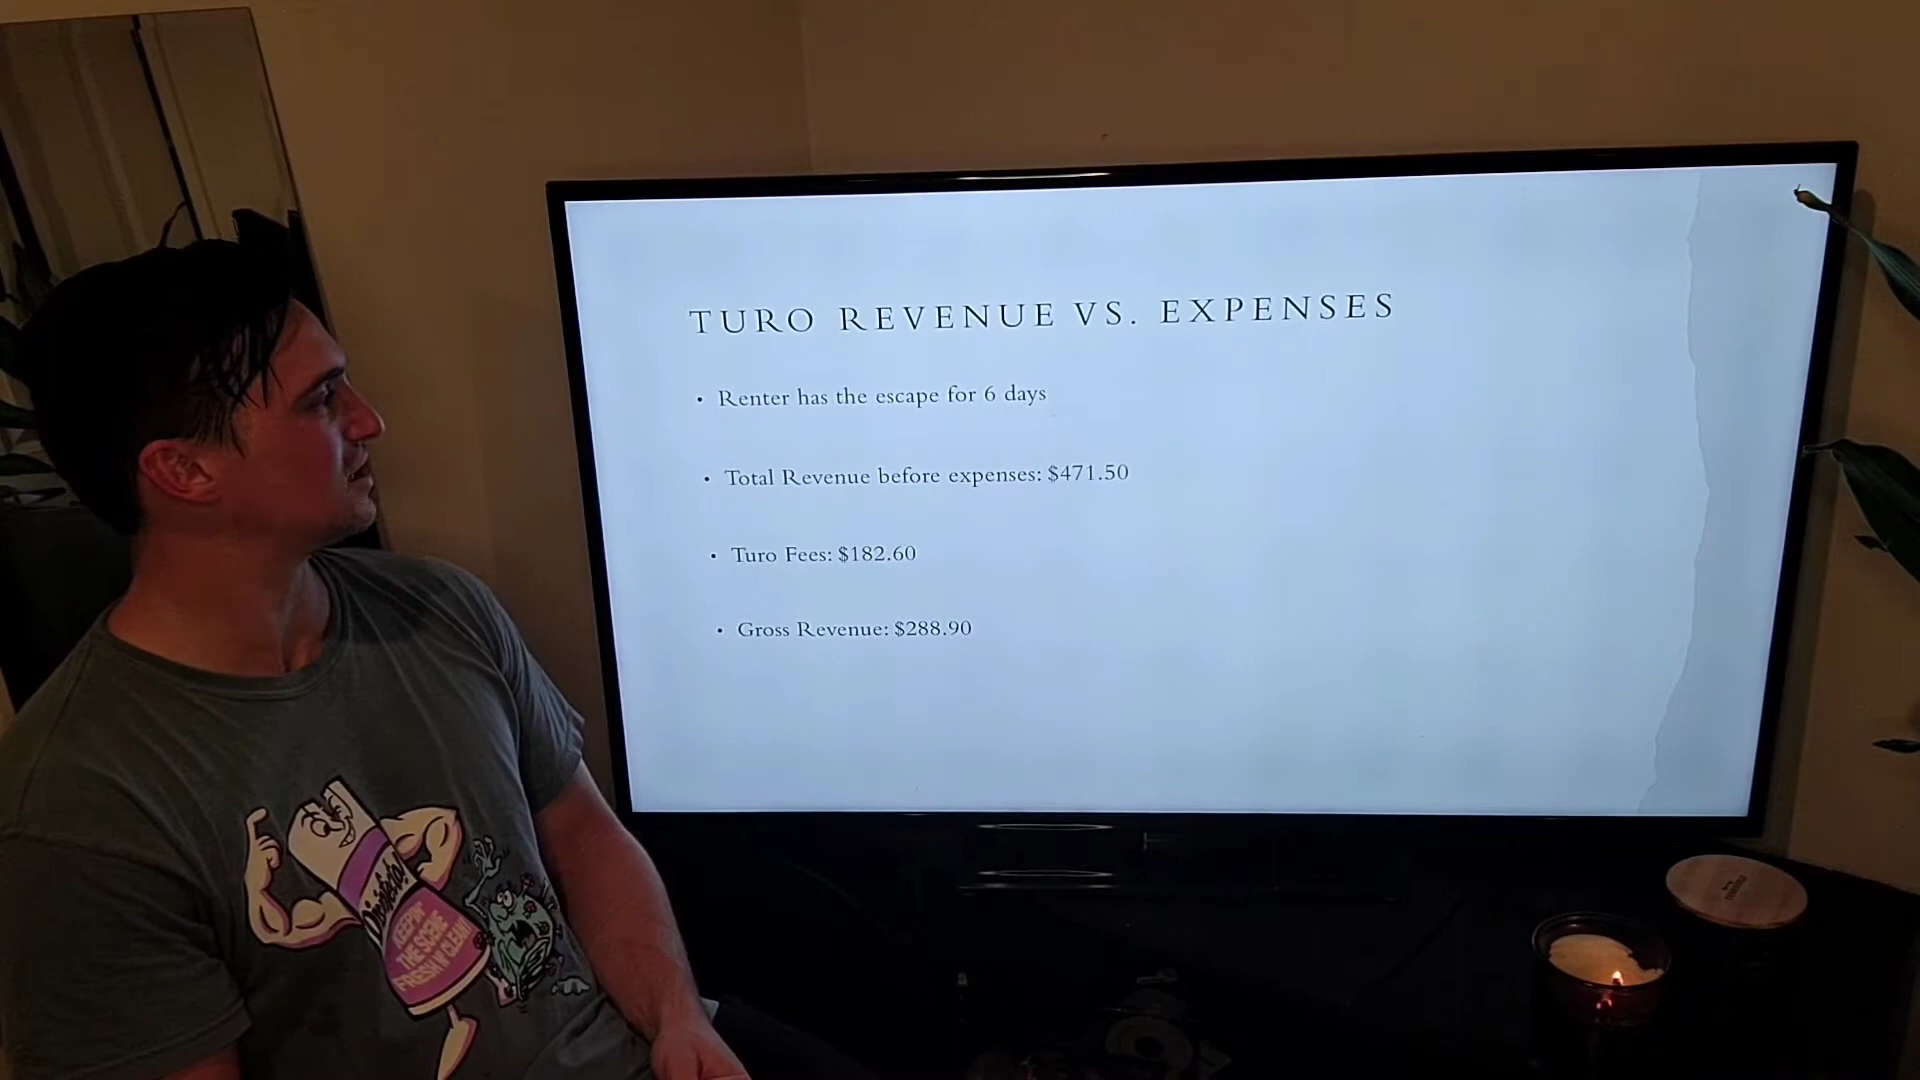 TURO REVENUE VS. EXPENSES
• Renter has the escape for 6 days
• Total Revenue before expenses: $471.50
• Turo Fees: $182.60
• Gross Revenue: $288.90
Disinfecto!
KEEPIN'
THE SCENE
FRESH N' CLEAN!